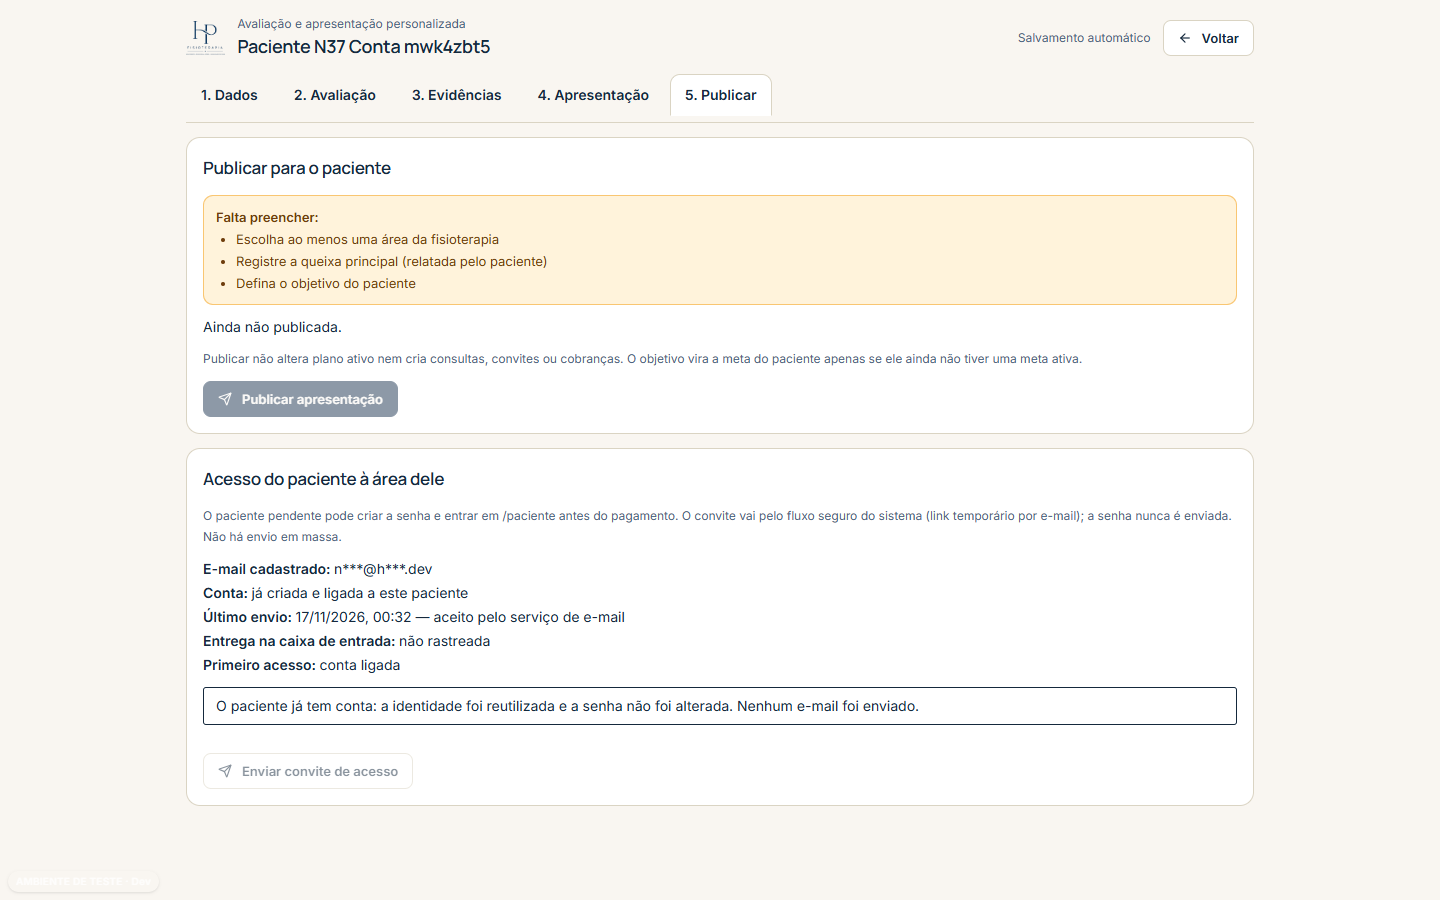 HP
FISIOTERAPIA
Avaliação e apresentação personalizada
Paciente N37 Conta mwk4zbt5
Salvamento automático
Voltar
1. Dados
2. Avaliação
3. Evidências
4. Apresentação
5. Publicar
Publicar para o paciente
Falta preencher:
• Escolha ao menos uma área da fisioterapia
• Registre a queixa principal (relatada pelo paciente)
• Defina o objetivo do paciente
Ainda não publicada.
Publicar não altera plano ativo nem cria consultas, convites ou cobranças. O objetivo vira a meta do paciente apenas se ele ainda não tiver uma meta ativa.
Publicar apresentação
Acesso do paciente à área dele
O paciente pendente pode criar a senha e entrar em /paciente antes do pagamento. O convite vai pelo fluxo seguro do sistema (link temporário por e-mail); a senha nunca é enviada.
Não há envio em massa.
E-mail cadastrado: n***@h***.dev
Conta: já criada e ligada a este paciente
Último envio: 17/11/2026, 00:32 — aceito pelo serviço de e-mail
Entrega na caixa de entrada: não rastreada
Primeiro acesso: conta ligada
O paciente já tem conta: a identidade foi reutilizada e a senha não foi alterada. Nenhum e-mail foi enviado.
Enviar convite de acesso
AMBIENTE DE TESTE - DEV